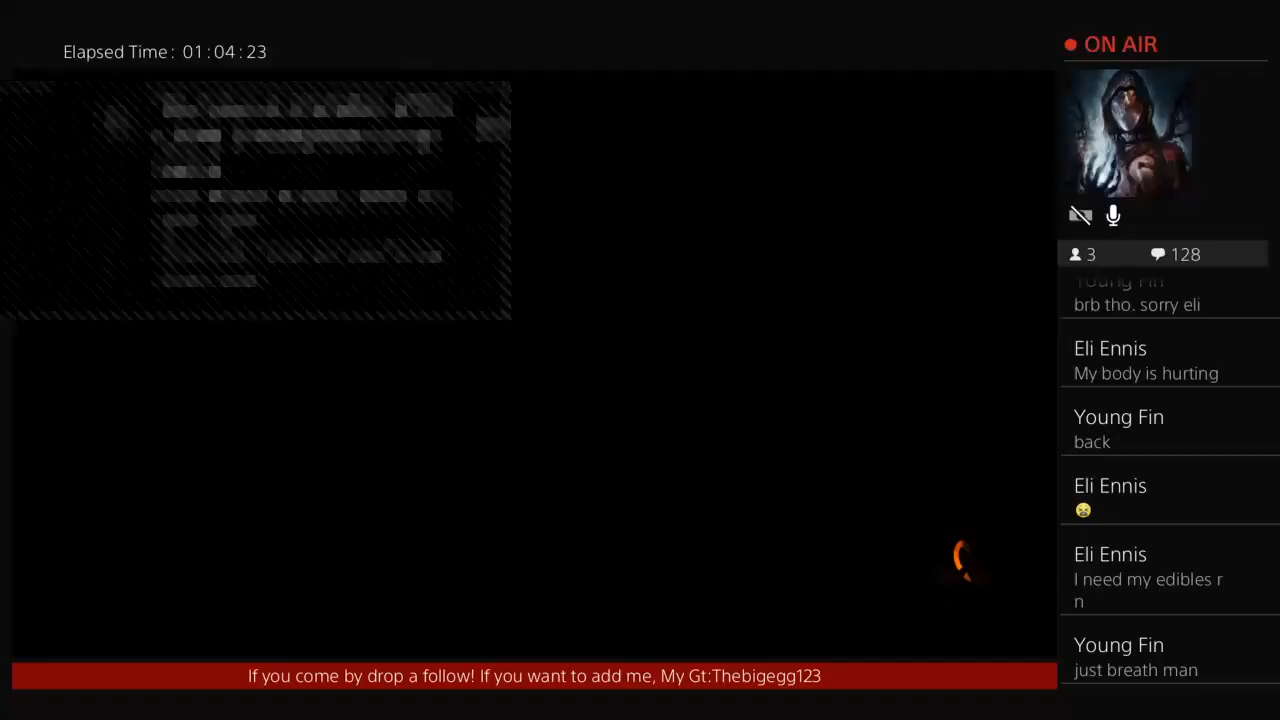 Elapsed Time: 01:04:23
ON AIR
3 128
Young Fin
brb tho. sorry eli
Eli Ennis
My body is hurting
Young Fin
back
Eli Ennis
Eli Ennis
I need my edibles r
n
Young Fin
just breath man
If you come by drop a follow! If you want to add me, My Gt:Thebigegg123